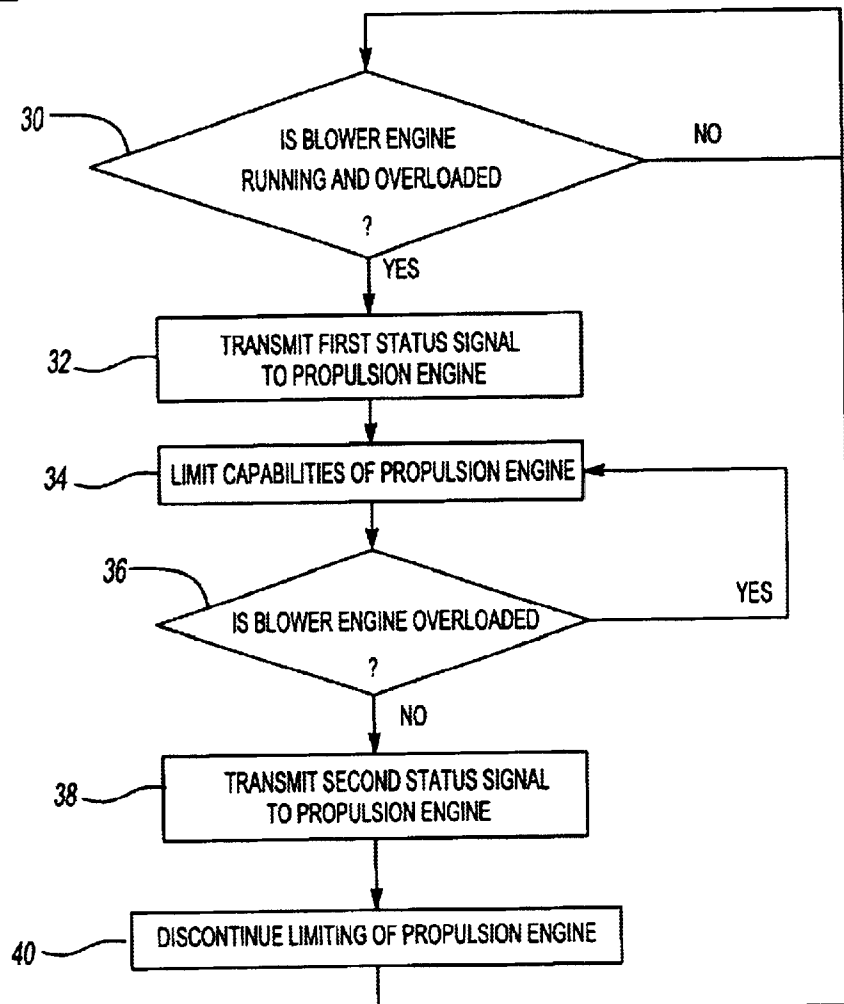 30
IS BLOWER ENGINE
RUNNING AND OVERLOADED
?
NO
YES
32
TRANSMIT FIRST STATUS SIGNAL
TO PROPULSION ENGINE
34
LIMIT CAPABILITIES OF PROPULSION ENGINE
36
IS BLOWER ENGINE OVERLOADED
?
YES
NO
38
TRANSMIT SECOND STATUS SIGNAL
TO PROPULSION ENGINE
40
DISCONTINUE LIMITING OF PROPULSION ENGINE